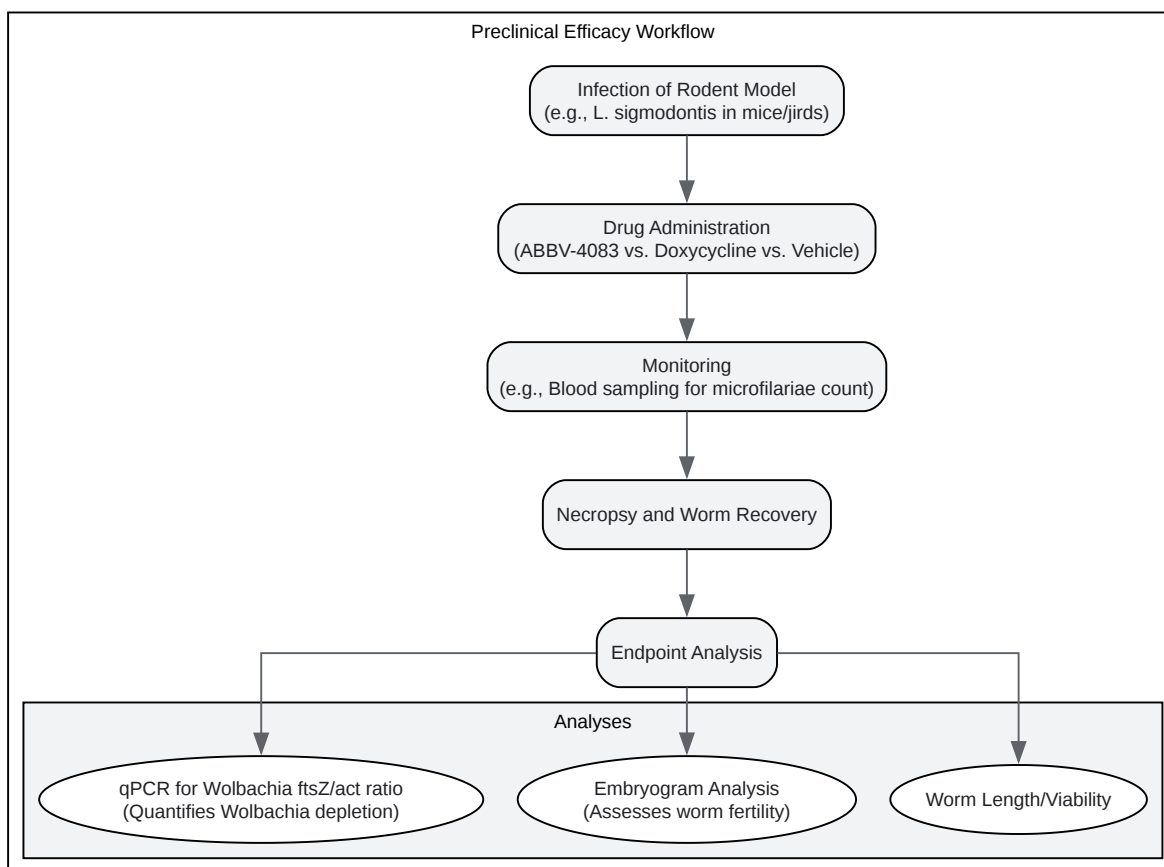 Preclinical Efficacy Workflow
Infection of Rodent Model
(e.g., L. sigmodontis in mice/jirds)
Drug Administration
(ABBV-4083 vs. Doxycycline vs. Vehicle)
Monitoring
(e.g., Blood sampling for microfilariae count)
Necropsy and Worm Recovery
Endpoint Analysis
Analyses
qPCR for Wolbachia ftsZ/act ratio
(Quantifies Wolbachia depletion)
Embryogram Analysis
(Assesses worm fertility)
Worm Length/Viability